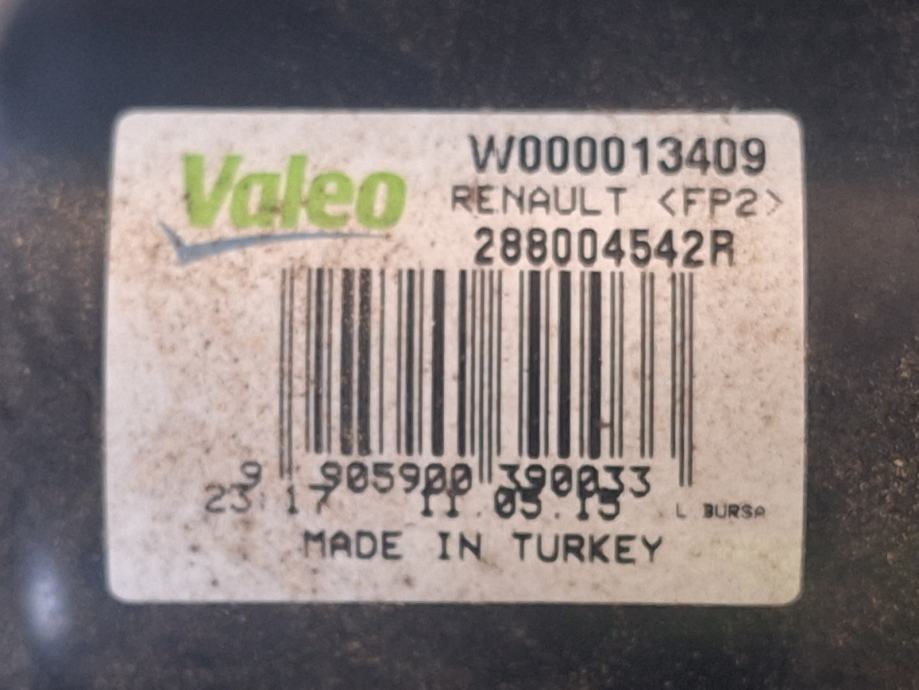 Valeo
W000013409
RENAULT <FP2>
288004542R
9 905900 390033
23:17 11.05.15 L BURSA
MADE IN TURKEY